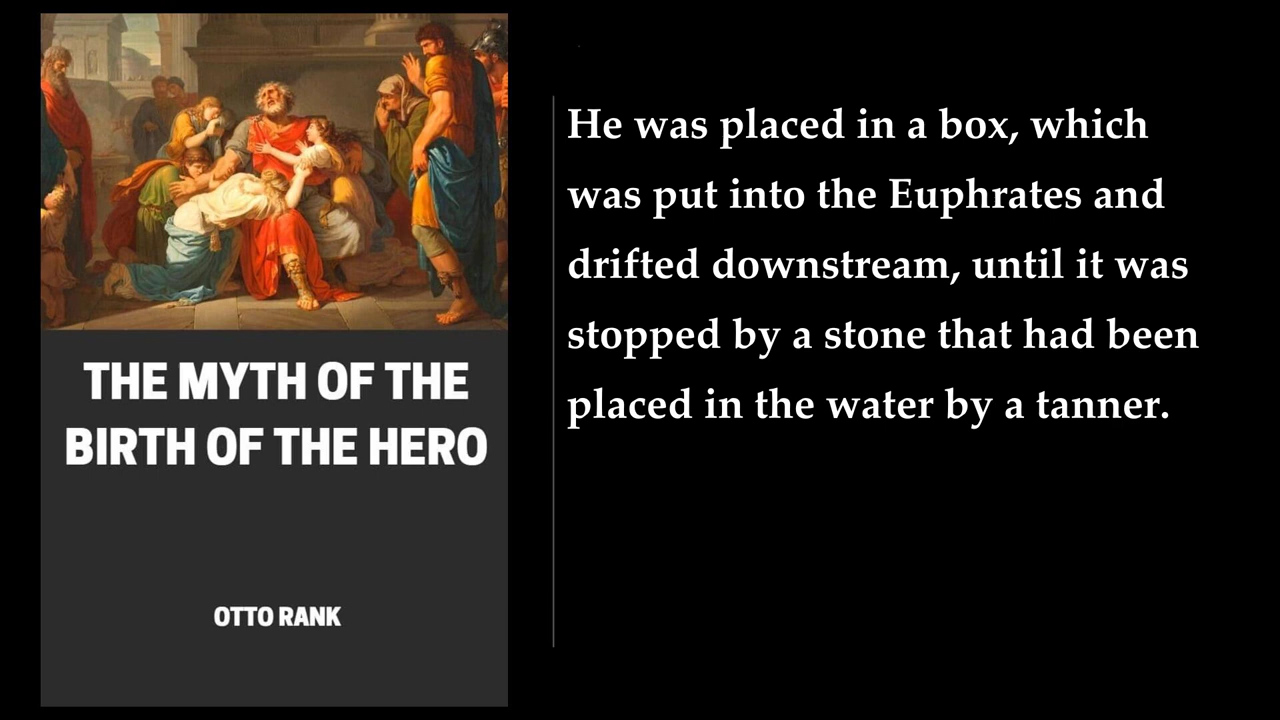 THE MYTH OF THE
BIRTH OF THE HERO
OTTO RANK
He was placed in a box, which
was put into the Euphrates and
drifted downstream, until it was
stopped by a stone that had been
placed in the water by a tanner.